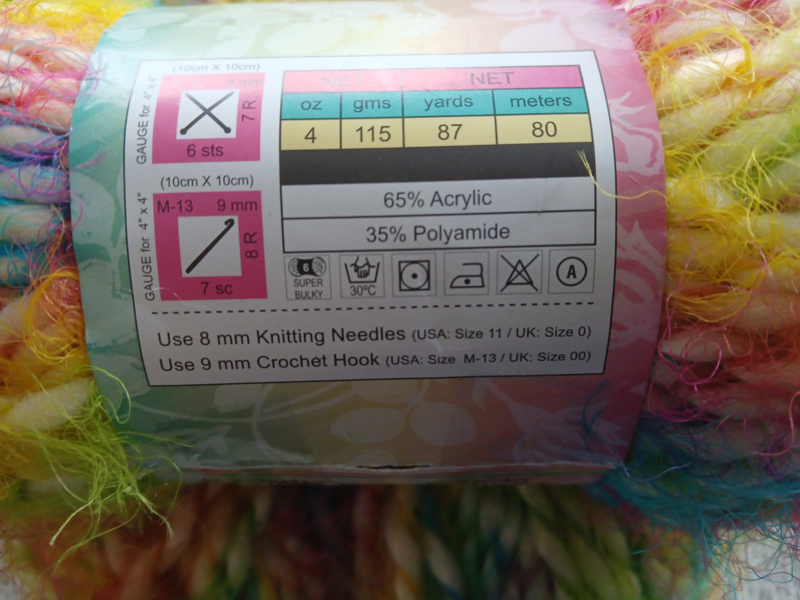 (10cm X 10cm)
GAUGE for 4" x 4"
7 R
6 sts
(10cm X 10cm)
GAUGE for 4" x 4"
M-13 9 mm
8 R
7 sc
NET
oz gms yards meters
4 115 87 80
65% Acrylic
35% Polyamide
6
SUPER
BULKY
30ºC
A
Use 8 mm Knitting Needles (USA: Size 11 / UK: Size 0)
Use 9 mm Crochet Hook (USA: Size M-13 / UK: Size 00)